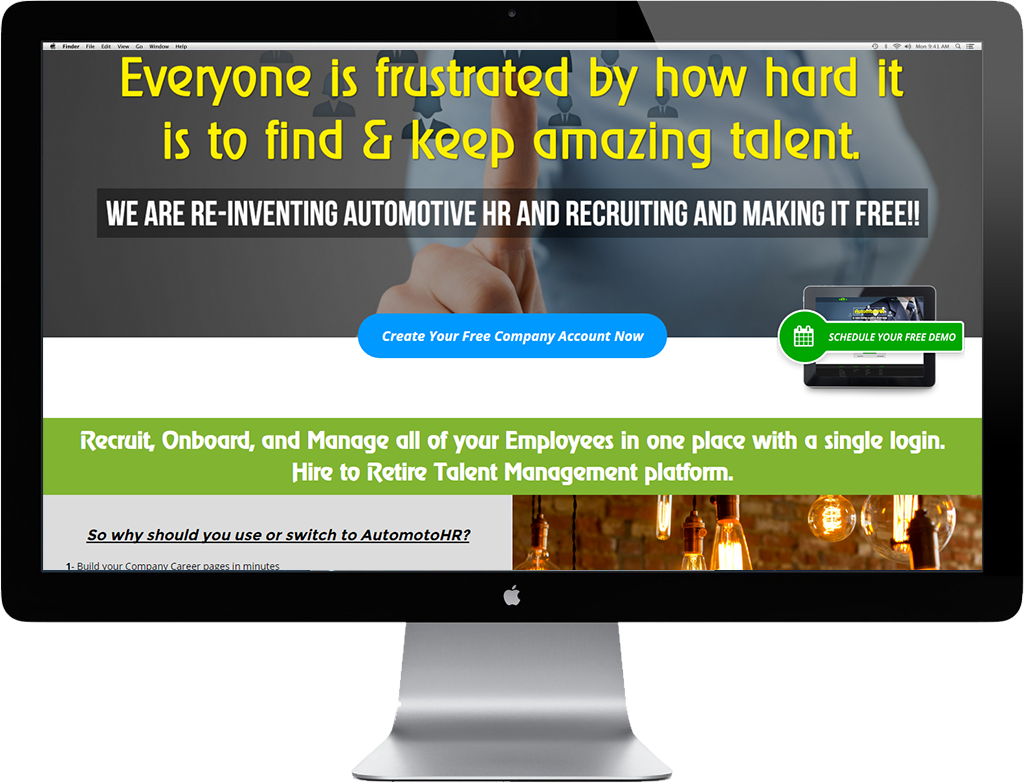 Finder File Edit View Go Window Help
Mon 9:41 AM
Everyone is frustrated by how hard it
is to find & keep amazing talent.
WE ARE RE-INVENTING AUTOMOTIVE HR AND RECRUITING AND MAKING IT FREE!!
Create Your Free Company Account Now
SCHEDULE YOUR FREE DEMO
Recruit, Onboard, and Manage all of your Employees in one place with a single login.
Hire to Retire Talent Management platform.
So why should you use or switch to AutomotoHR?
1- Build your Company Career pages in minutes